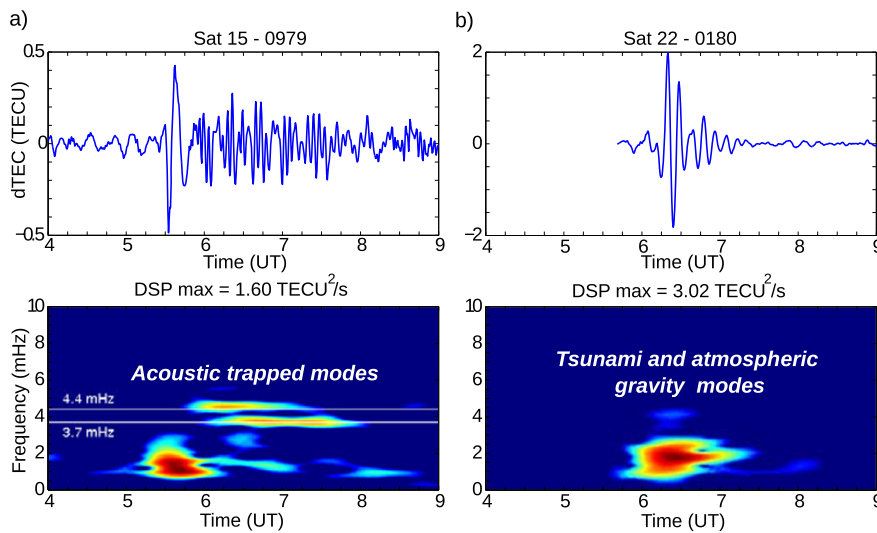 a)
Sat 15 - 0979
dTEC (TECU)
0.5
0
−0.5
4 5 6 7 8 9
Time (UT)
b)
Sat 22 - 0180
2
0
−2
4 5 6 7 8 9
Time (UT)
DSP max = 1.60 TECU2/s
Frequency (mHz)
10
8
6
4
2
0
Acoustic trapped modes
4.4 mHz
3.7 mHz
4 5 6 7 8 9
Time (UT)
DSP max = 3.02 TECU2/s
10
8
6
4
2
0
Tsunami and atmospheric
gravity modes
4 5 6 7 8 9
Time (UT)